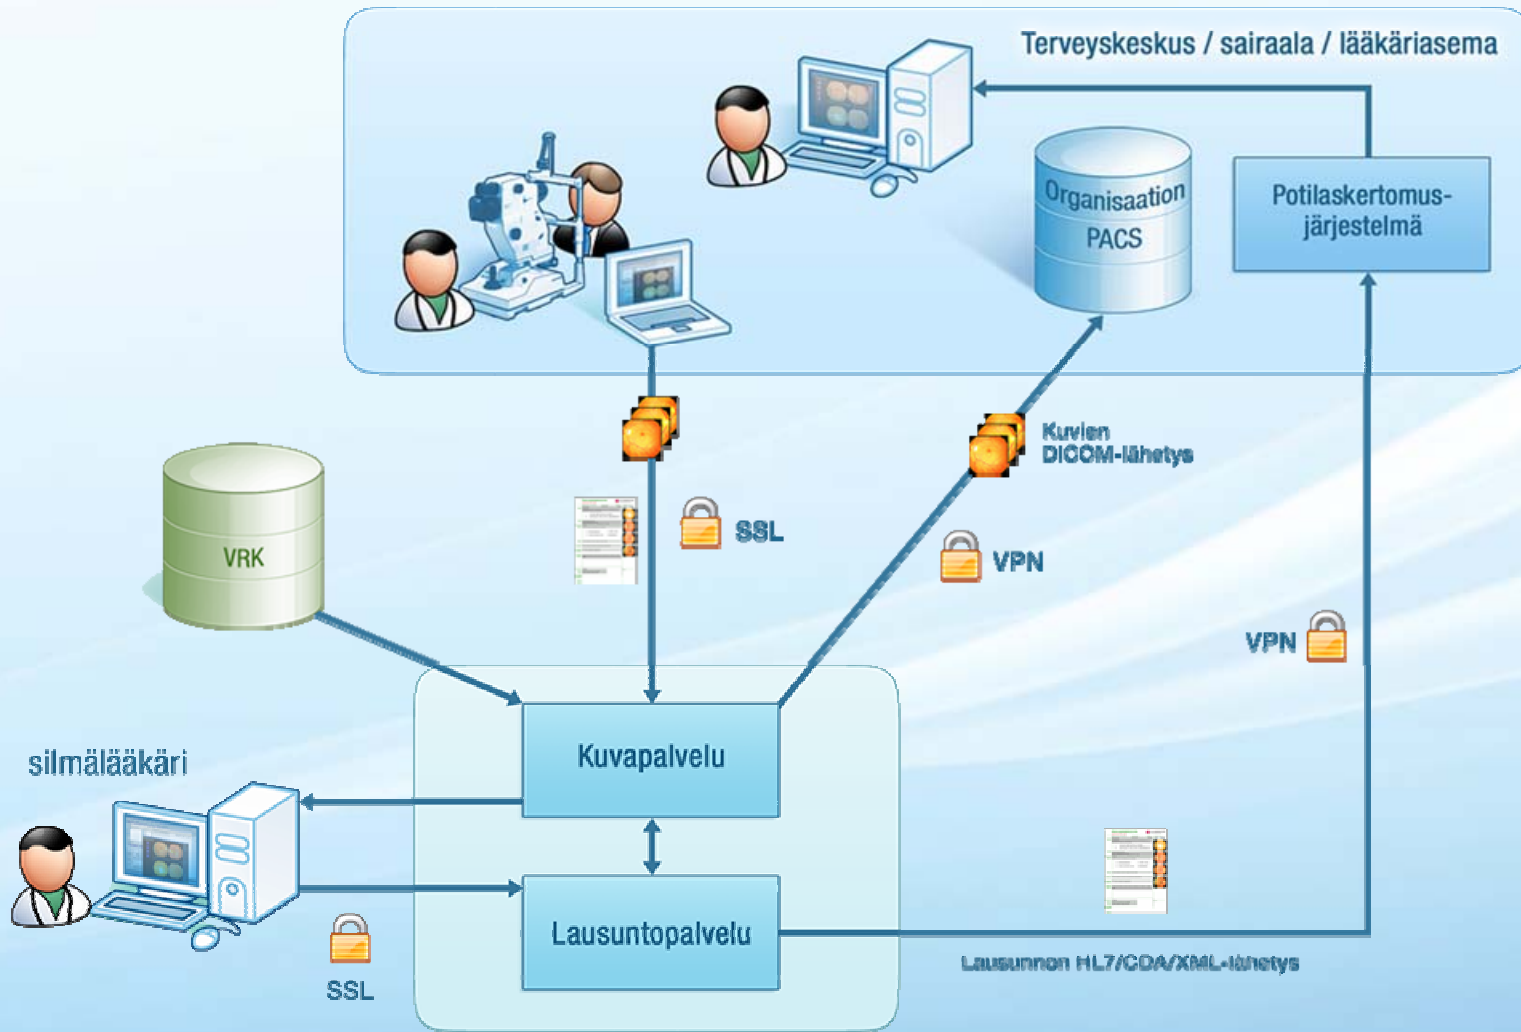 Terveyskeskus / sairaala / lääkäriasema
Organisaation
PACS
Potilaskertomus-
järjestelmä
Kuvien
DICOM-lähetys
SSL
VPN
VRK
VPN
Kuvapalvelu
silmälääkäri
Lausuntopalvelu
Lausunnon HL7/CDA/XML-lähetys
SSL